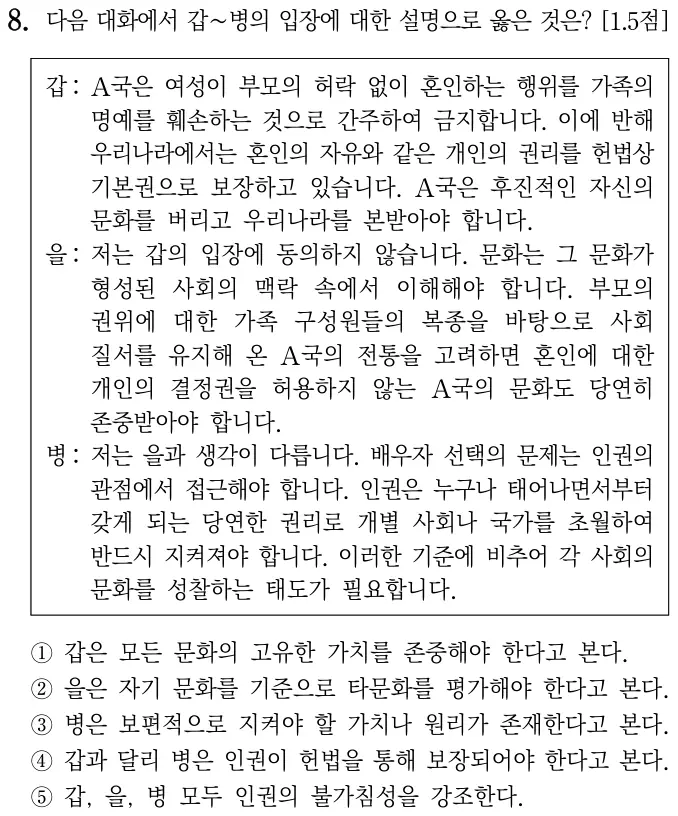 8. 다음 대화에서 갑~병의 입장에 대한 설명으로 옳은 것은? [1.5점]
갑: A국은 여성이 부모의 허락 없이 혼인하는 행위를 가족의
명예를 훼손하는 것으로 간주하여 금지합니다. 이에 반해
우리나라에서는 혼인의 자유와 같은 개인의 권리를 헌법상
기본권으로 보장하고 있습니다. A국은 후진적인 자신의
문화를 버리고 우리나라를 본받아야 합니다.
을: 저는 갑의 입장에 동의하지 않습니다. 문화는 그 문화가
형성된 사회의 맥락 속에서 이해해야 합니다. 부모의
권위에 대한 가족 구성원들의 복종을 바탕으로 사회
질서를 유지해 온 A국의 전통을 고려하면 혼인에 대한
개인의 결정권을 허용하지 않는 A국의 문화도 당연히
존중받아야 합니다.
병: 저는 을과 생각이 다릅니다. 배우자 선택의 문제는 인권의
관점에서 접근해야 합니다. 인권은 누구나 태어나면서부터
갖게 되는 당연한 권리로 개별 사회나 국가를 초월하여
반드시 지켜져야 합니다. 이러한 기준에 비추어 각 사회의
문화를 성찰하는 태도가 필요합니다.
① 갑은 모든 문화의 고유한 가치를 존중해야 한다고 본다.
② 을은 자기 문화를 기준으로 타문화를 평가해야 한다고 본다.
③ 병은 보편적으로 지켜야 할 가치나 원리가 존재한다고 본다.
④ 갑과 달리 병은 인권이 헌법을 통해 보장되어야 한다고 본다.
⑤ 갑, 을, 병 모두 인권의 불가침성을 강조한다.